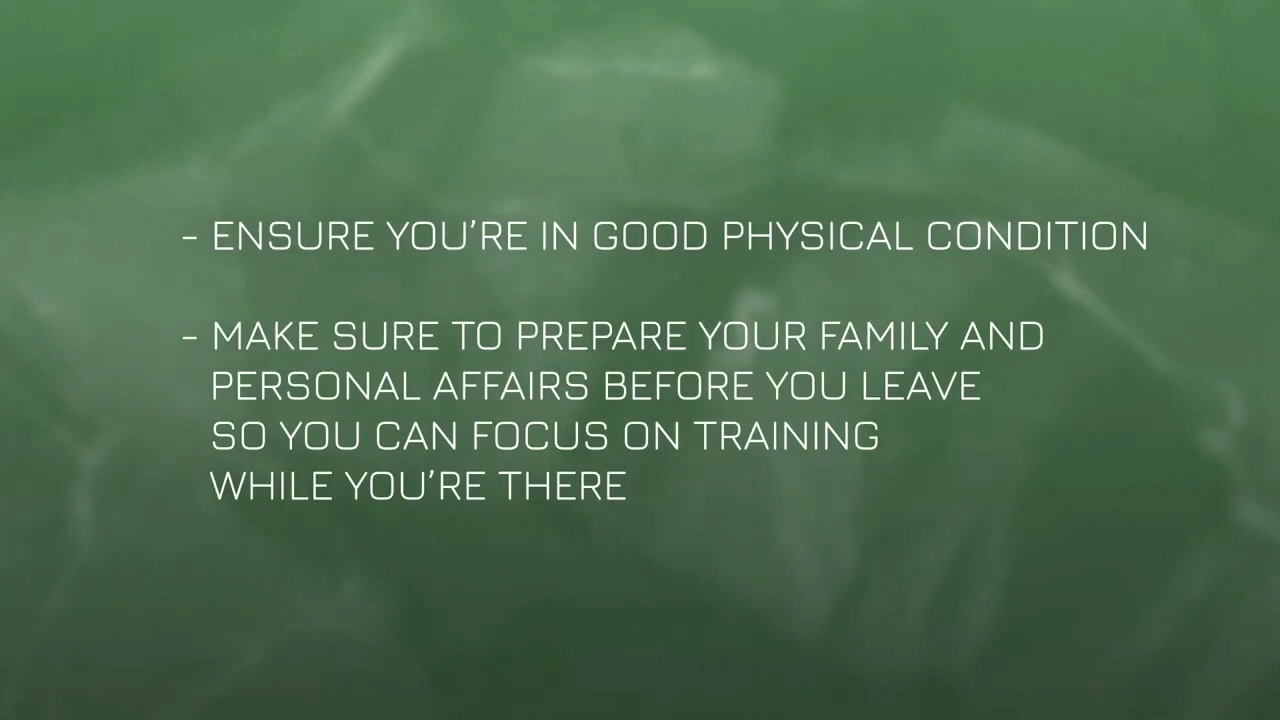 - ENSURE YOU’RE IN GOOD PHYSICAL CONDITION
- MAKE SURE TO PREPARE YOUR FAMILY AND
PERSONAL AFFAIRS BEFORE YOU LEAVE
SO YOU CAN FOCUS ON TRAINING
WHILE YOU’RE THERE